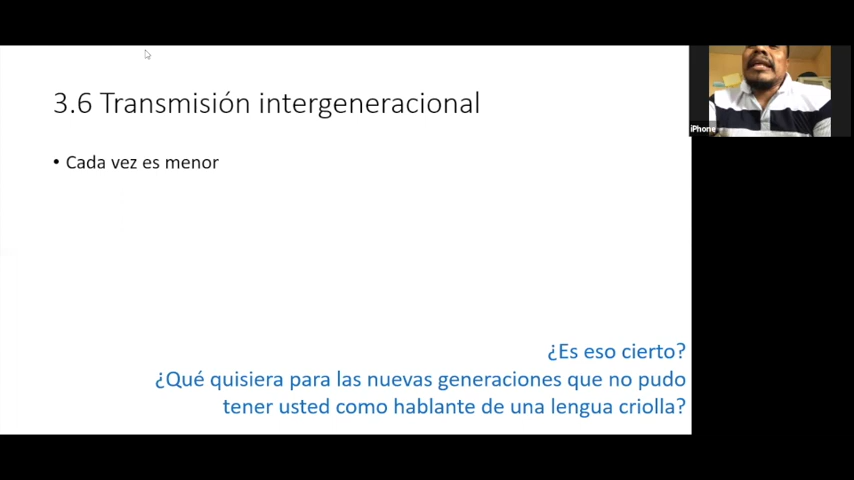 3.6 Transmisión intergeneracional
• Cada vez es menor
iPhone
¿Es eso cierto?
¿Qué quisiera para las nuevas generaciones que no pudo
tener usted como hablante de una lengua criolla?